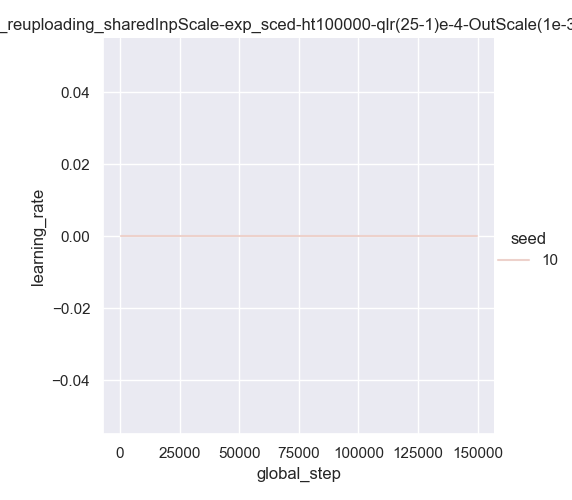 _reuploading_sharedInpScale-exp_sced-ht100000-qlr(25-1)e-4-OutScale(1e-3
0.04
0.02
0.00
−0.02
−0.04
learning_rate
0 25000 50000 75000 100000 125000 150000
global_step
seed
10